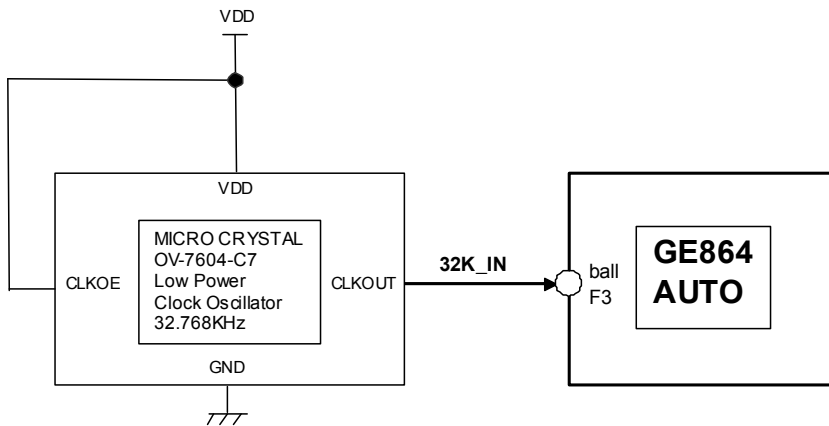 VDD
VDD
MICRO CRYSTAL
OV-7604-C7
Low Power
Clock Oscillator
32.768KHz
CLKOE
CLKOUT
GND
32K_IN
ball
F3
GE864
AUTO